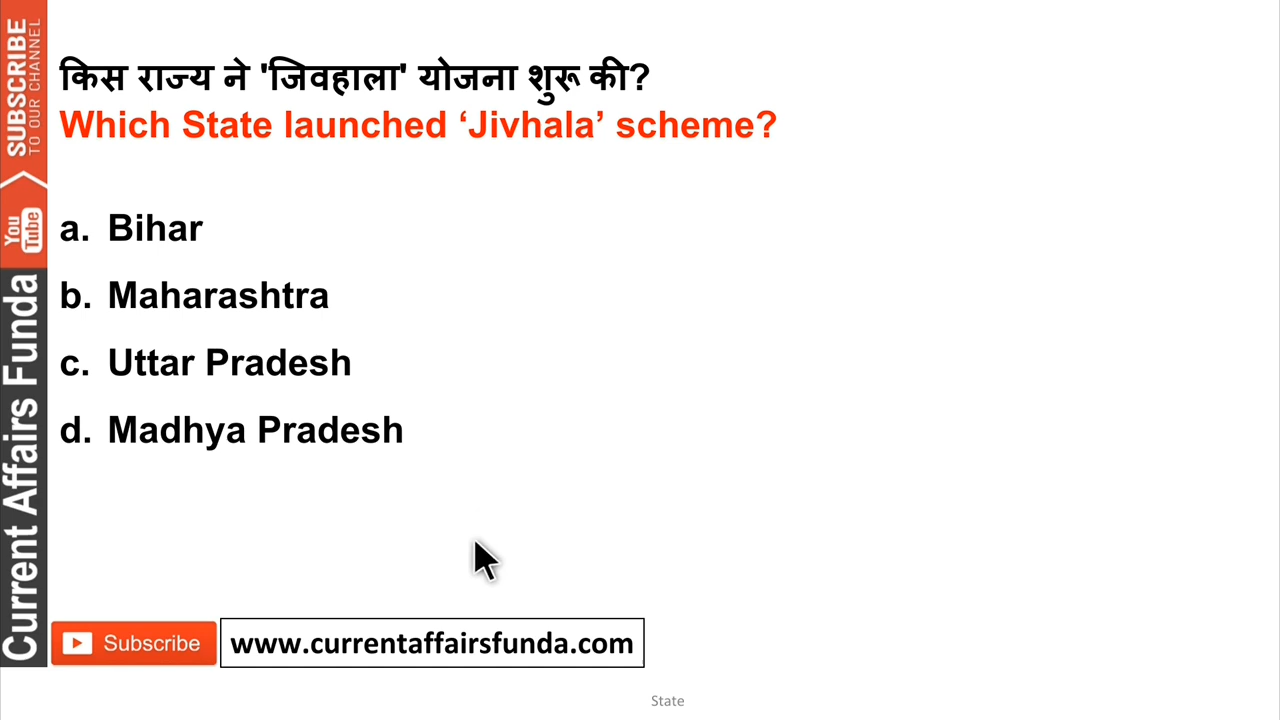 किस राज्य ने 'जिवहाला' योजना शुरू की?
Which State launched ‘Jivhala’ scheme?
a. Bihar
b. Maharashtra
c. Uttar Pradesh
d. Madhya Pradesh
SUBSCRIBE
TO OUR CHANNEL
You
Tube
Current Affairs Funda
Subscribe
www.currentaffairsfunda.com
State